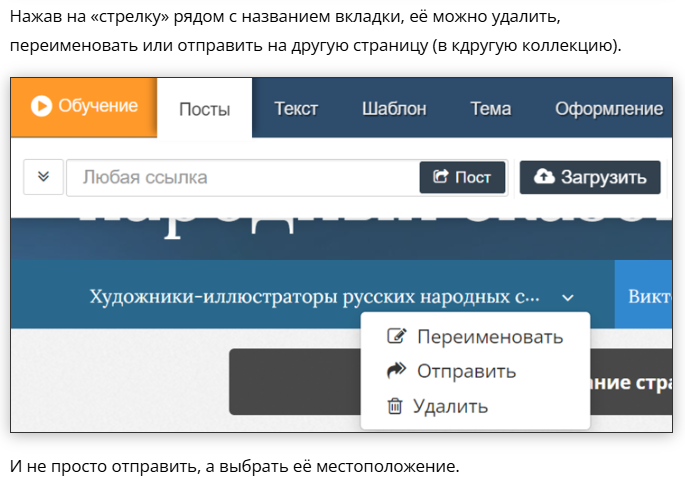 Нажав на «стрелку» рядом с названием вкладки, её можно удалить,
переименовать или отправить на другую страницу (в кдругую коллекцию).
Обучение Посты Текст Шаблон Тема Оформление
Любая ссылка Пост Загрузить
Художники-иллюстраторы русских народных с... Викт
Переименовать
Отправить
ние стра
Удалить
И не просто отправить, а выбрать её местоположение.